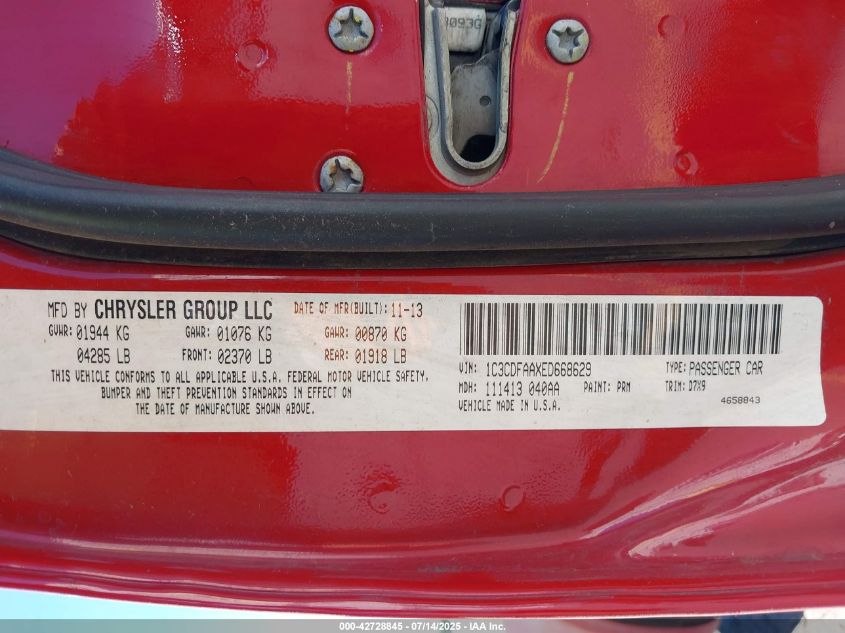 093G
MFD BY CHRYSLER GROUP LLC DATE OF MFR(BUILT): 11-13
GVWR: 01944 KG GAWR: 01076 KG GAWR: 00870 KG
04285 LB FRONT: 02370 LB REAR: 01918 LB
THIS VEHICLE CONFORMS TO ALL APPLICABLE U.S.A. FEDERAL MOTOR VEHICLE SAFETY,
BUMPER AND THEFT PREVENTION STANDARDS IN EFFECT ON
THE DATE OF MANUFACTURE SHOWN ABOVE.
VIN: 1C3CDFAAXED668629 TYPE: PASSENGER CAR
MDH: 111413 040AA PAINT: PRM TRIM: D7X9
VEHICLE MADE IN U.S.A. 4658843
000-42728845 - 07/14/2025 - IAAI.COM